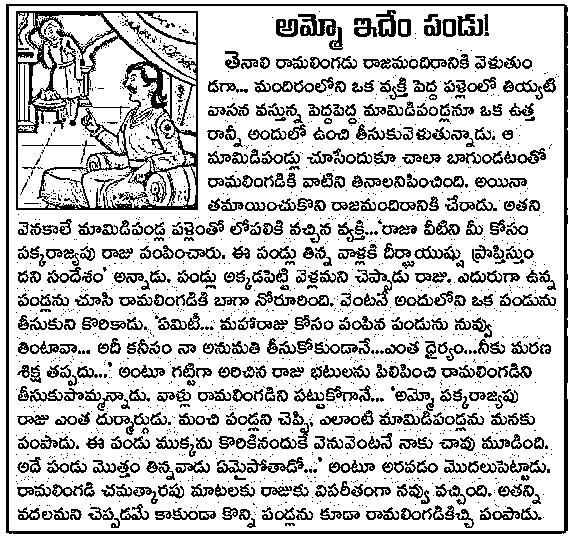 అమ్మో ఇదేం పండు!
తెనాలి రామలింగడు రాజమందిరానికి వెళుతుం
డగా... మందిరంలోని ఒక వ్యక్తి పెద్ద పళ్లెంలో తియ్యటి
వాసన వస్తున్న పెద్దపెద్ద మామిడిపండ్లనూ ఒక ఉత్త
రాన్నీ అందులో ఉంచి తీసుకువెళుతున్నాడు. ఆ
మామిడిపండ్లు చూసేందుకూ చాలా బాగుండటంతో
రామలింగడికి వాటిని తినాలనిపించింది. అయినా
తమాయించుకొని రాజమందిరానికి చేరాడు. అతని
వెనకాలే మామిడిపండ్ల పళ్లెంతో లోపలికి వచ్చిన వ్యక్తి...‘రాజా వీటిని మీ కోసం
పక్కరాజ్యపు రాజు పంపించారు. ఈ పండ్లు తిన్న వాళ్లకి దీర్ఘాయుష్షు ప్రాప్తిస్తుం
దని సందేశం’ అన్నాడు. పండ్లు అక్కడపెట్టి వెళ్లమని చెప్పాడు రాజు. ఎదురుగా ఉన్న
పండ్లను చూసి రామలింగడికి బాగా నోరూరింది. వెంటనే అందులోని ఒక పండును
తీసుకుని కొరికాడు. ‘ఏమిటీ... మహారాజు కోసం పంపిన పండును నువ్వు
తింటావా... అదీ కనీసం నా అనుమతి తీసుకోకుండానే...ఎంత ధైర్యం...నీకు మరణ
శిక్ష తప్పదు...’ అంటూ గట్టిగా అరిచిన రాజు భటులను పిలిపించి రామలింగడిని
తీసుకుపొమ్మన్నాడు. వాళ్లు రామలింగడిని పట్టుకోగానే... ‘అమ్మో పక్కరాజ్యపు
రాజు ఎంత దుర్మార్గుడు. మంచి పండ్లని చెప్పి, ఎలాంటి మామిడిపండ్లను మనకు
పంపాడు. ఈ పండు ముక్కను కొరికినందుకే వెనువెంటనే నాకు చావు మూడింది.
అదే పండు మొత్తం తిన్నవాడు ఏమైపోతాడో...’ అంటూ అరవడం మొదలుపెట్టాడు.
రామలింగడి చమత్కారపు మాటలకు రాజుకు విపరీతంగా నవ్వు వచ్చింది. అతన్ని
వదలమని చెప్పడమే కాకుండా కొన్ని పండ్లను కూడా రామలింగడికిచ్చి పంపాడు.